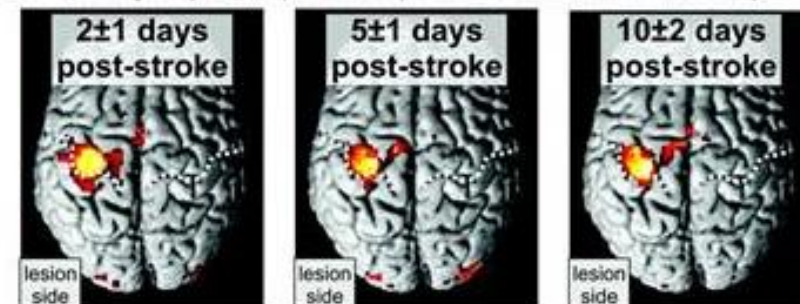 2±1 days
post-stroke
5±1 days
post-stroke
10±2 days
post-stroke
lesion
side
lesion
side
lesion
side